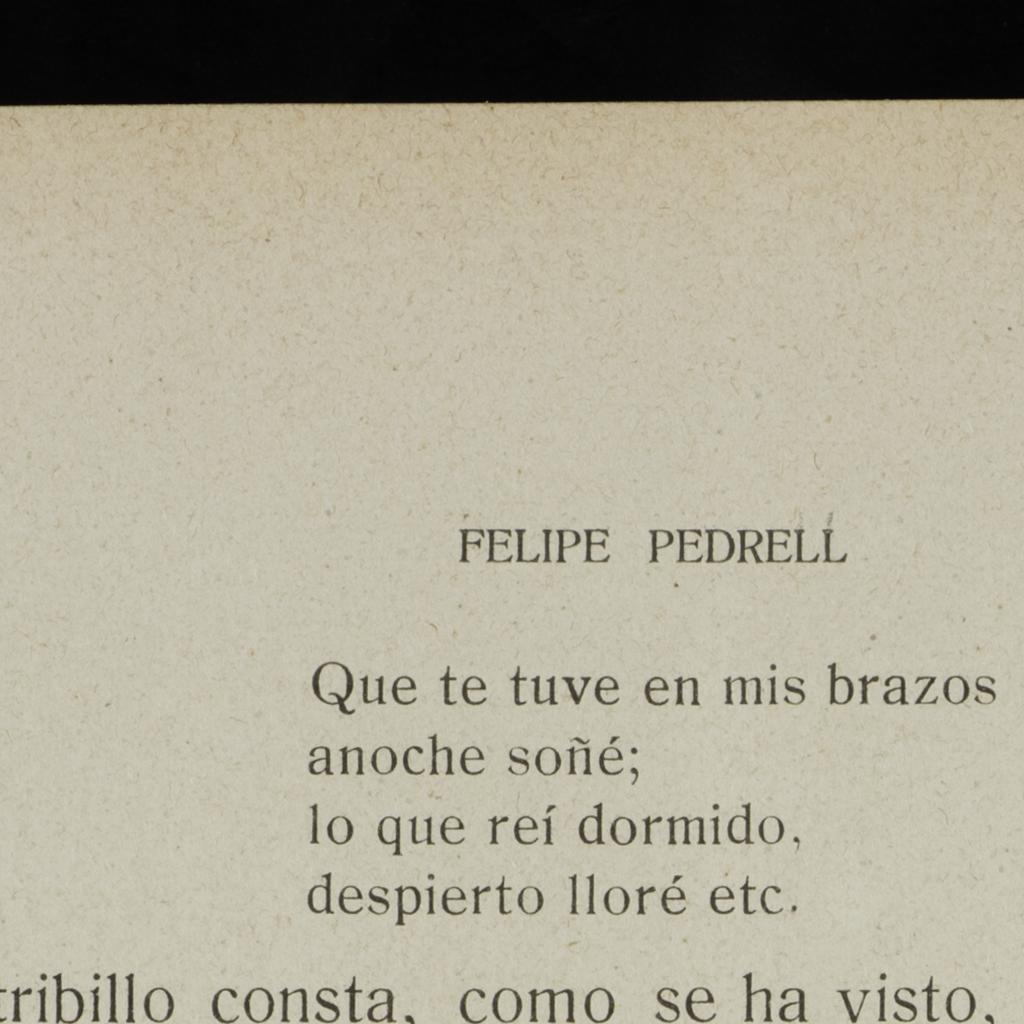 FELIPE PEDRELL
Que te tuve en mis brazos
anoche soñé;
lo que reí dormido,
despierto lloré etc.
tribillo consta, como se ha visto,